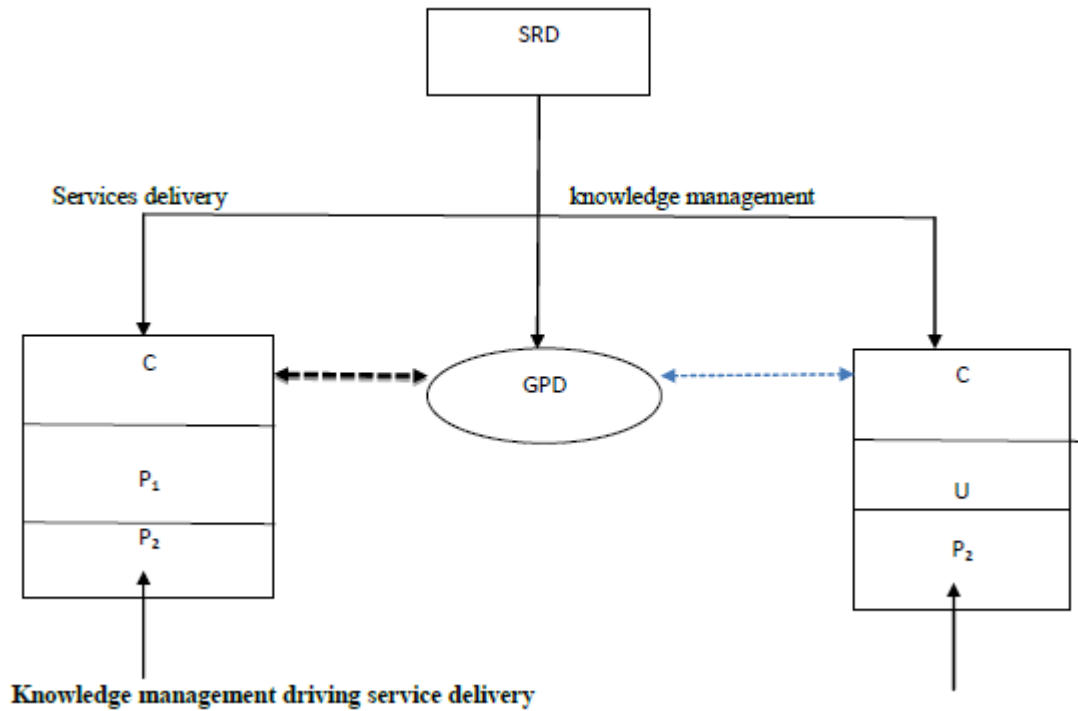 SRD
Services delivery
knowledge management
C
GPD
C
P₁
U
P₂
P₂
Knowledge management driving service delivery